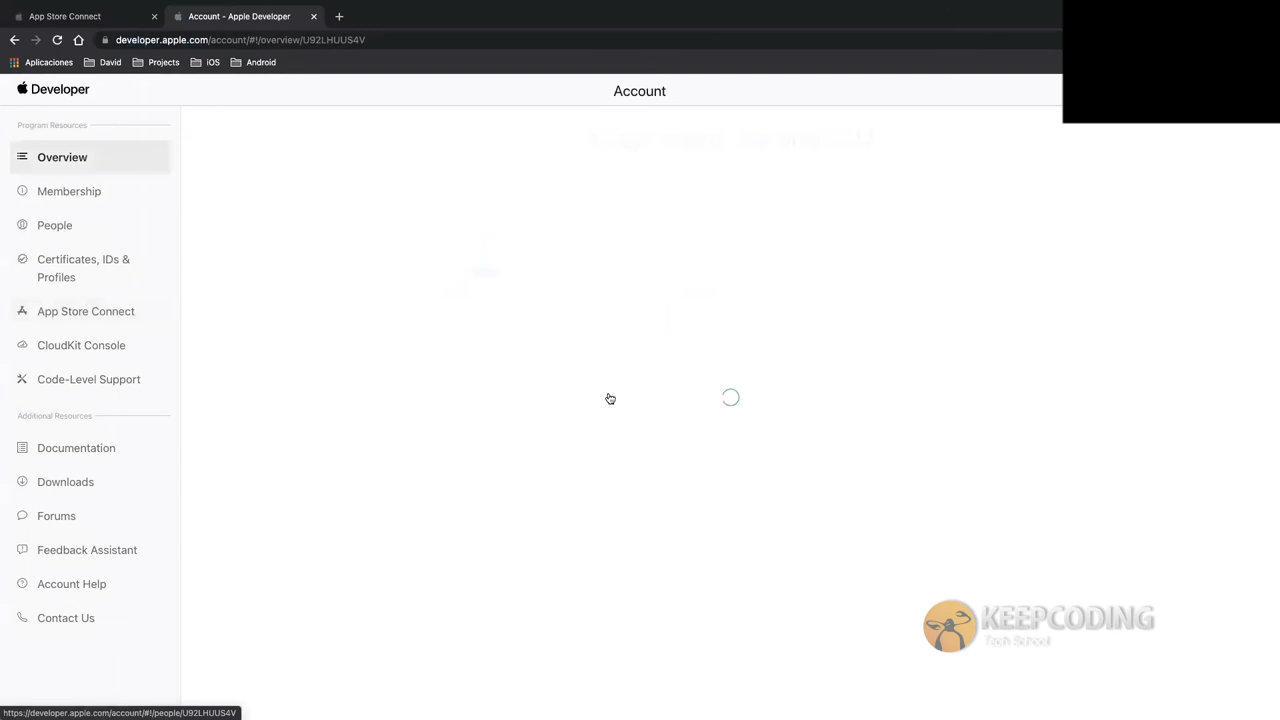 App Store Connect
Account - Apple Developer
developer.apple.com/account/#!/overview/U92LHUUS4V
Aplicaciones
David
Projects
iOS
Android
Developer
Account
Program Resources
Overview
Membership
People
Certificates, IDs &
Profiles
App Store Connect
CloudKit Console
Code-Level Support
Additional Resources
Documentation
Downloads
Forums
Feedback Assistant
Account Help
Contact Us
KEEPCODING
Tech School
https://developer.apple.com/account/#!/people/U92LHUUS4V